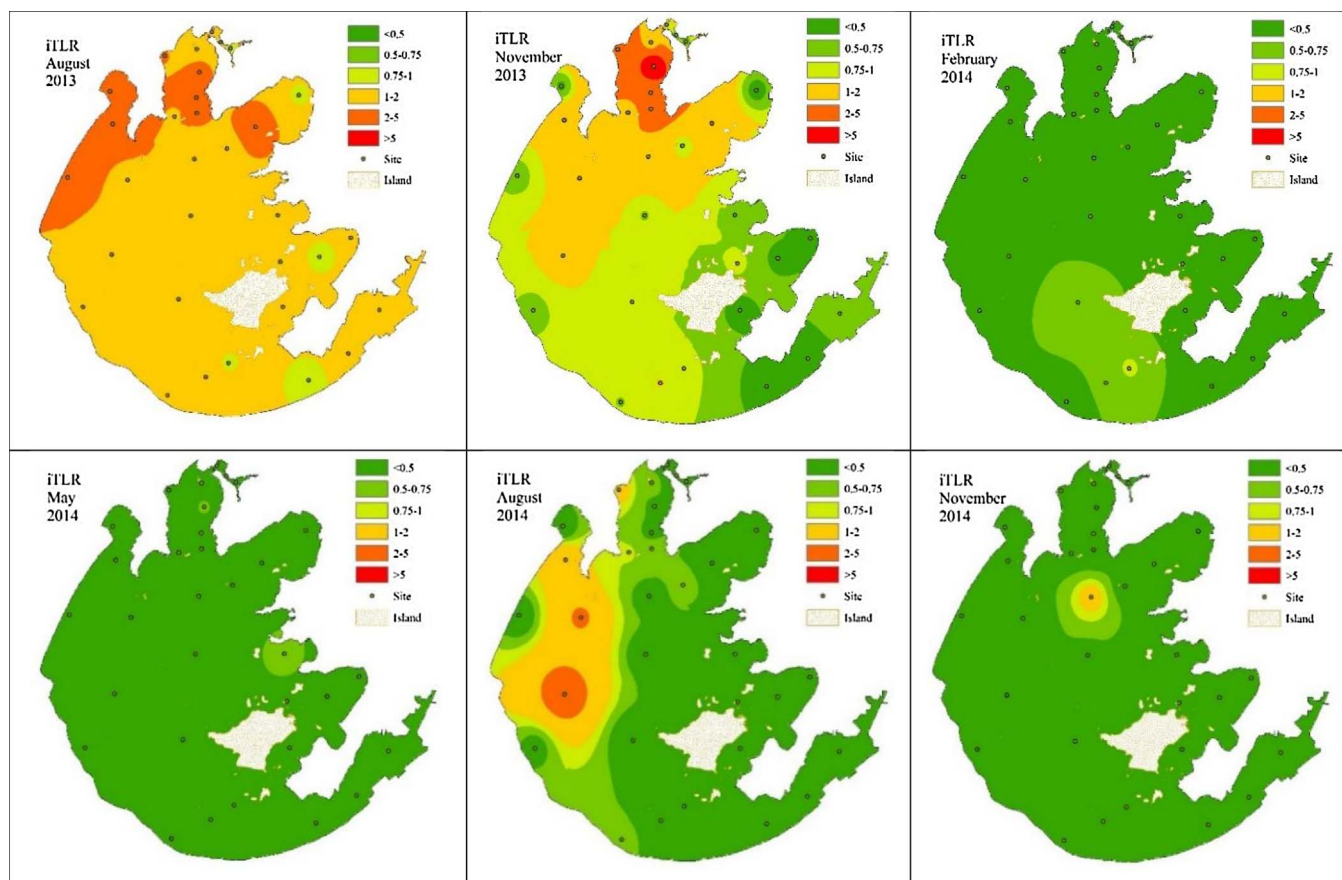 iTLR
August
2013
<0.5
0.5-0.75
0.75-1
1-2
2-5
>5
Site
Island
iTLR
November
2013
<0.5
0.5-0.75
0.75-1
1-2
2-5
>5
Site
Island
iTLR
February
2014
<0.5
0.5-0.75
0.75-1
1-2
2-5
>5
Site
Island
iTLR
May
2014
<0.5
0.5-0.75
0.75-1
1-2
2-5
>5
Site
Island
iTLR
August
2014
<0.5
0.5-0.75
0.75-1
1-2
2-5
>5
Site
Island
iTLR
November
2014
<0.5
0.5-0.75
0.75-1
1-2
2-5
>5
Site
Island